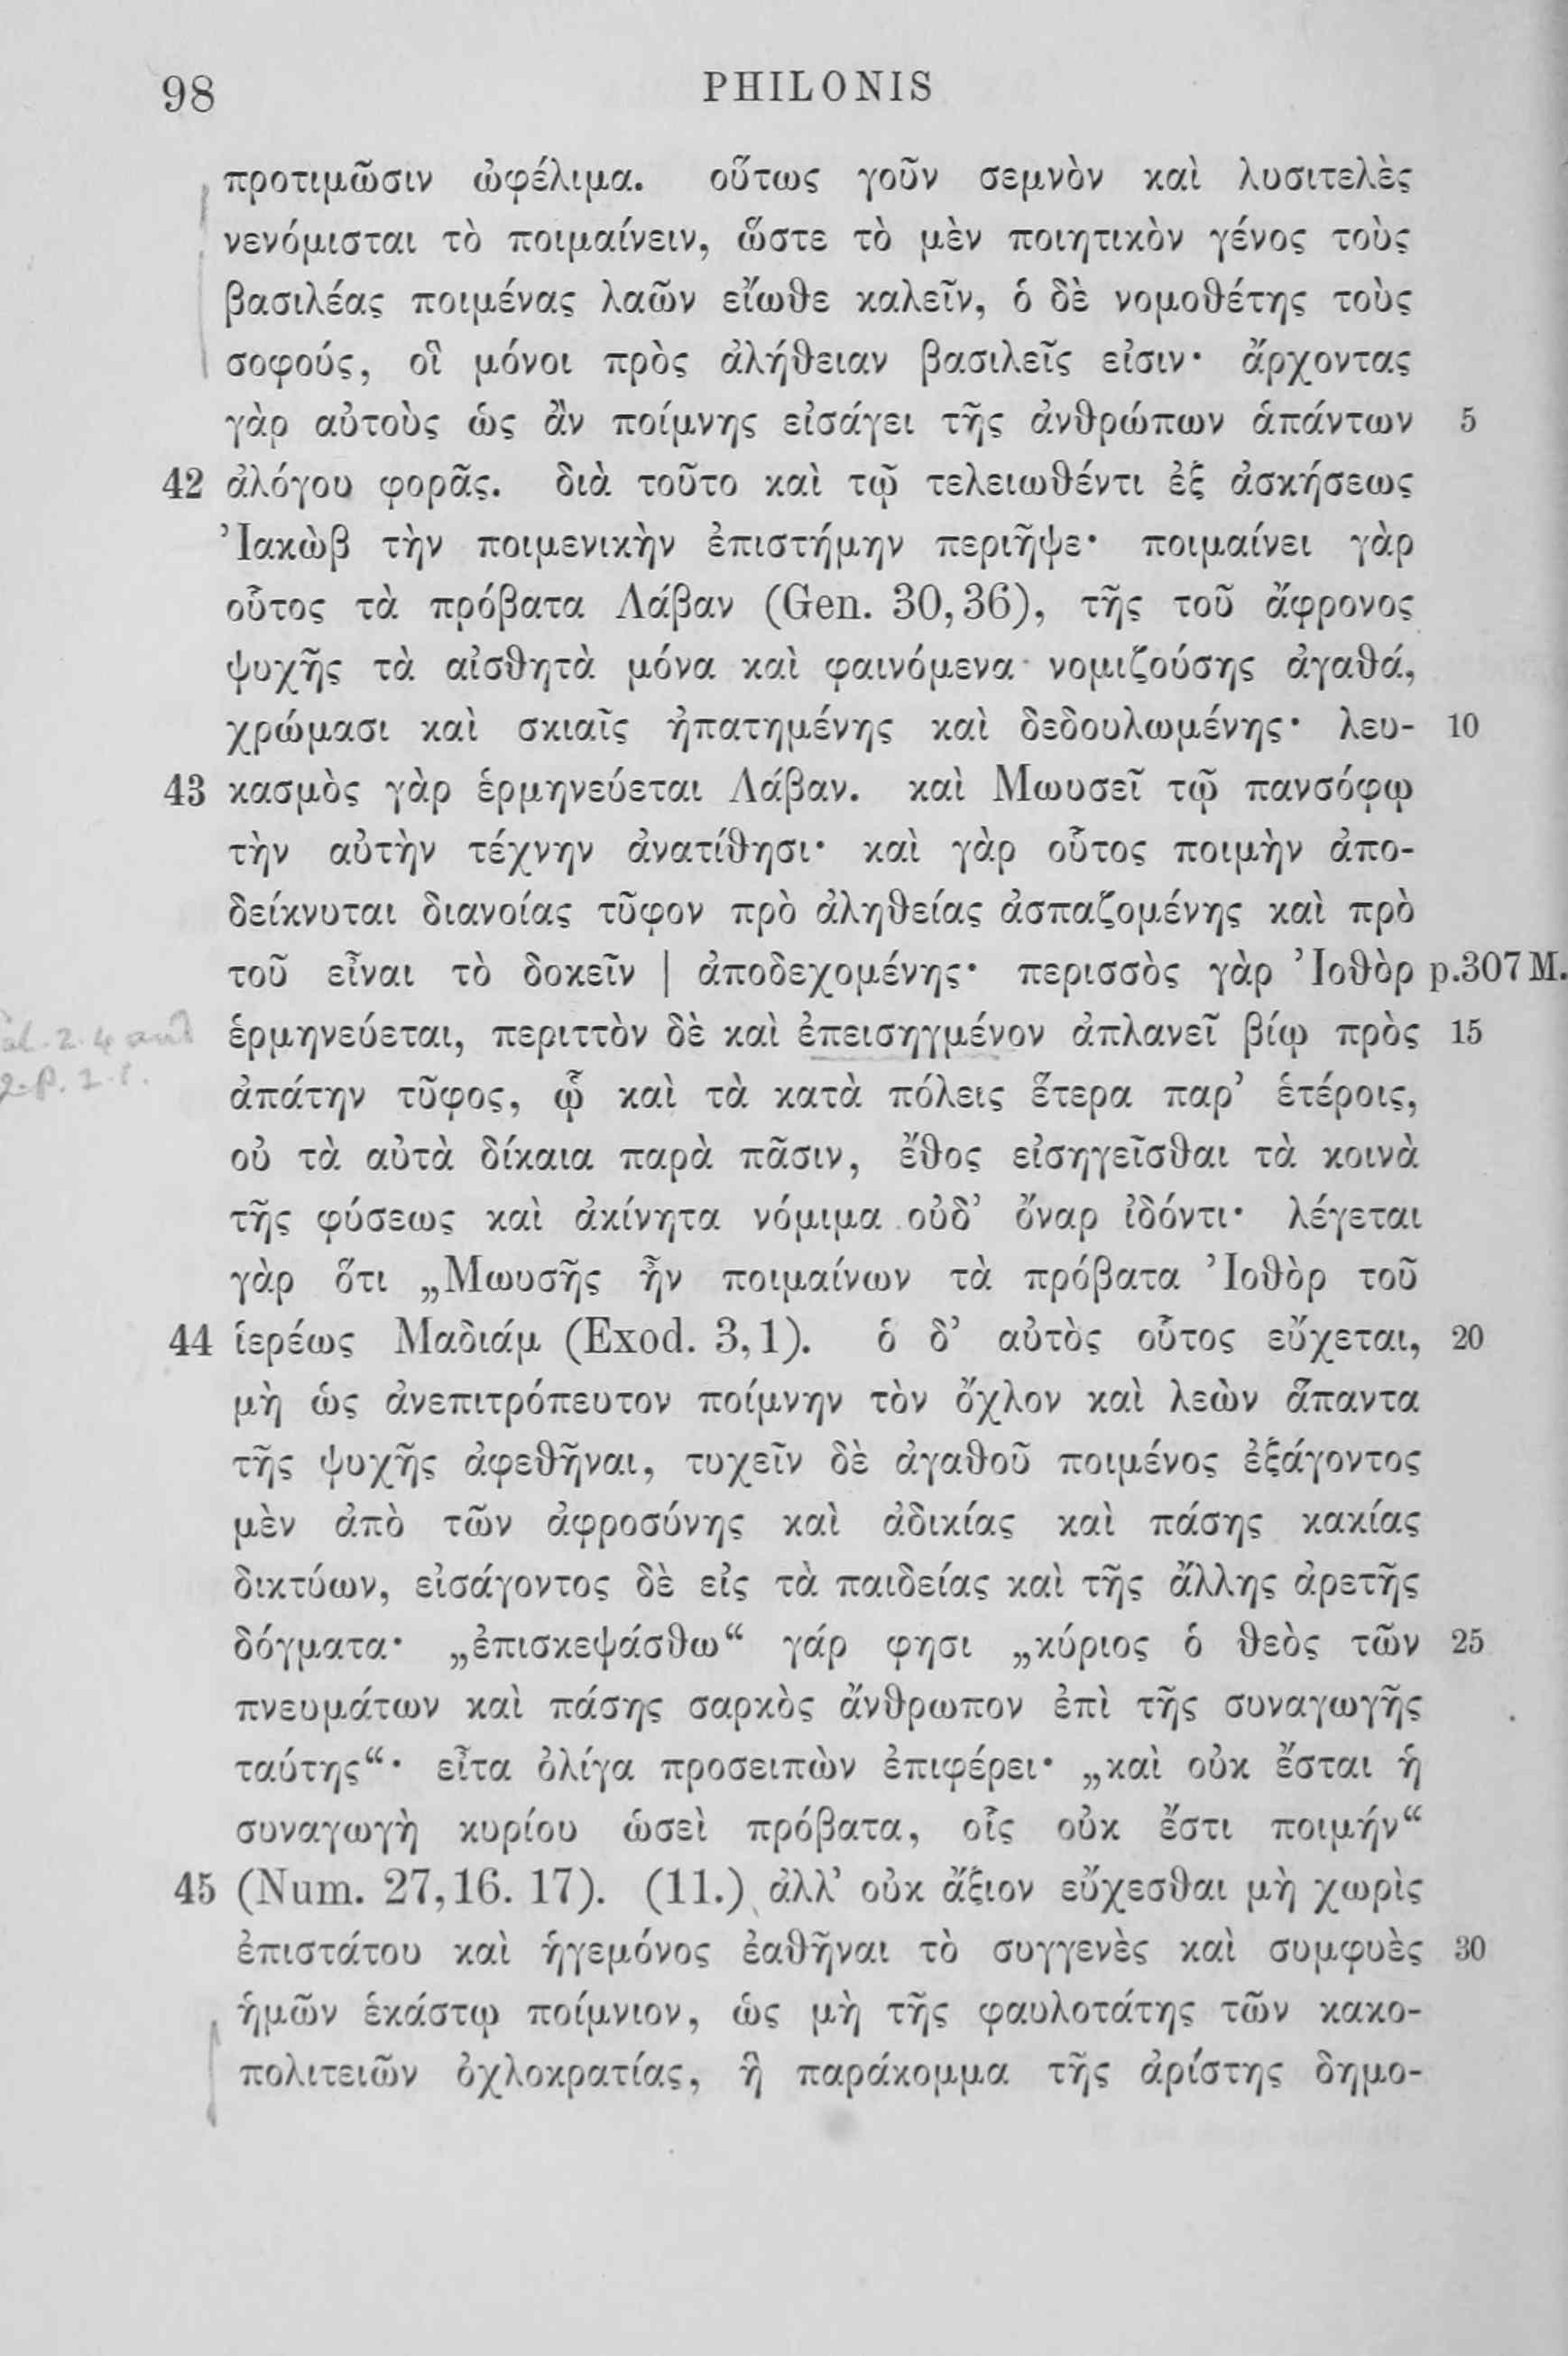 98 PHILONIS
προτιμῶσιν ὠφέλιμα. οὕτως γοῦν σεμνὸν καὶ λυσιτελὲς
νενόμισται τὸ ποιμαίνειν, ὥστε τὸ μὲν ποιητικὸν γένος τοὺς
βασιλέας ποιμένας λαῶν εἴωθε καλεῖν, ὁ δὲ νομοθέτης τοὺς
σοφούς, οἳ μόνοι πρὸς ἀλήθειαν βασιλεῖς εἰσιν· ἄρχοντας
γὰρ αὐτοὺς ὡς ἂν ποίμνης εἰσάγει τῆς ἀνθρώπων ἁπάντων 5
42 ἀλόγου φορᾶς. διὰ τοῦτο καὶ τῷ τελειωθέντι ἐξ ἀσκήσεως
Ἰακὼβ τὴν ποιμενικὴν ἐπιστήμην περιῆψε· ποιμαίνει γὰρ
οὗτος τὰ πρόβατα Λάβαν (Gen. 30,36), τῆς τοῦ ἄφρονος
ψυχῆς τὰ αἰσθητὰ μόνα καὶ φαινόμενα νομιζούσης ἀγαθά,
χρώμασι καὶ σκιαῖς ἠπατημένης καὶ δεδουλωμένης· λευ- 10
43 κασμὸς γὰρ ἑρμηνεύεται Λάβαν. καὶ Μωυσεῖ τῷ πανσόφῳ
τὴν αὐτὴν τέχνην ἀνατίθησι· καὶ γὰρ οὗτος ποιμὴν ἀπο-
δείκνυται διανοίας τῦφον πρὸ ἀληθείας ἀσπαζομένης καὶ πρὸ
τοῦ εἶναι τὸ δοκεῖν | ἀποδεχομένης· περισσὸς γὰρ Ἰοθὸρ p.307 M.
ἑρμηνεύεται, περιττὸν δὲ καὶ ἐπεισηγμένον ἀπλανεῖ βίῳ πρὸς 15
ἀπάτην τῦφος, ᾧ καὶ τὰ κατὰ πόλεις ἕτερα παρ’ ἑτέροις,
οὐ τὰ αὐτὰ δίκαια παρὰ πᾶσιν, ἔθος εἰσηγεῖσθαι τὰ κοινὰ
τῆς φύσεως καὶ ἀκίνητα νόμιμα οὐδ’ ὄναρ ἰδόντι· λέγεται
γὰρ ὅτι „Μωυσῆς ἦν ποιμαίνων τὰ πρόβατα Ἰοθὸρ τοῦ
44 ἱερέως Μαδιάμ (Exod. 3,1). ὁ δ’ αὐτὸς οὗτος εὔχεται, 20
μὴ ὡς ἀνεπιτρόπευτον ποίμνην τὸν ὄχλον καὶ λεὼν ἅπαντα
τῆς ψυχῆς ἀφεθῆναι, τυχεῖν δὲ ἀγαθοῦ ποιμένος ἐξάγοντος
μὲν ἀπὸ τῶν ἀφροσύνης καὶ ἀδικίας καὶ πάσης κακίας
δικτύων, εἰσάγοντος δὲ εἰς τὰ παιδείας καὶ τῆς ἄλλης ἀρετῆς
δόγματα· „ἐπισκεψάσθω“ γάρ φησι „κύριος ὁ θεὸς τῶν 25
πνευμάτων καὶ πάσης σαρκὸς ἄνθρωπον ἐπὶ τῆς συναγωγῆς
ταύτης“· εἶτα ὀλίγα προσειπὼν ἐπιφέρει· „καὶ οὐκ ἔσται ἡ
συναγωγὴ κυρίου ὡσεὶ πρόβατα, οἷς οὐκ ἔστι ποιμήν“
45 (Num. 27,16. 17). (11.) ἀλλ’ οὐκ ἄξιον εὔχεσθαι μὴ χωρὶς
ἐπιστάτου καὶ ἡγεμόνος ἐαθῆναι τὸ συγγενὲς καὶ συμφυὲς 30
ἡμῶν ἑκάστῳ ποίμνιον, ὡς μὴ τῆς φαυλοτάτης τῶν κακο-
πολιτειῶν ὀχλοκρατίας, ἣ παράκομμα τῆς ἀρίστης δημο-